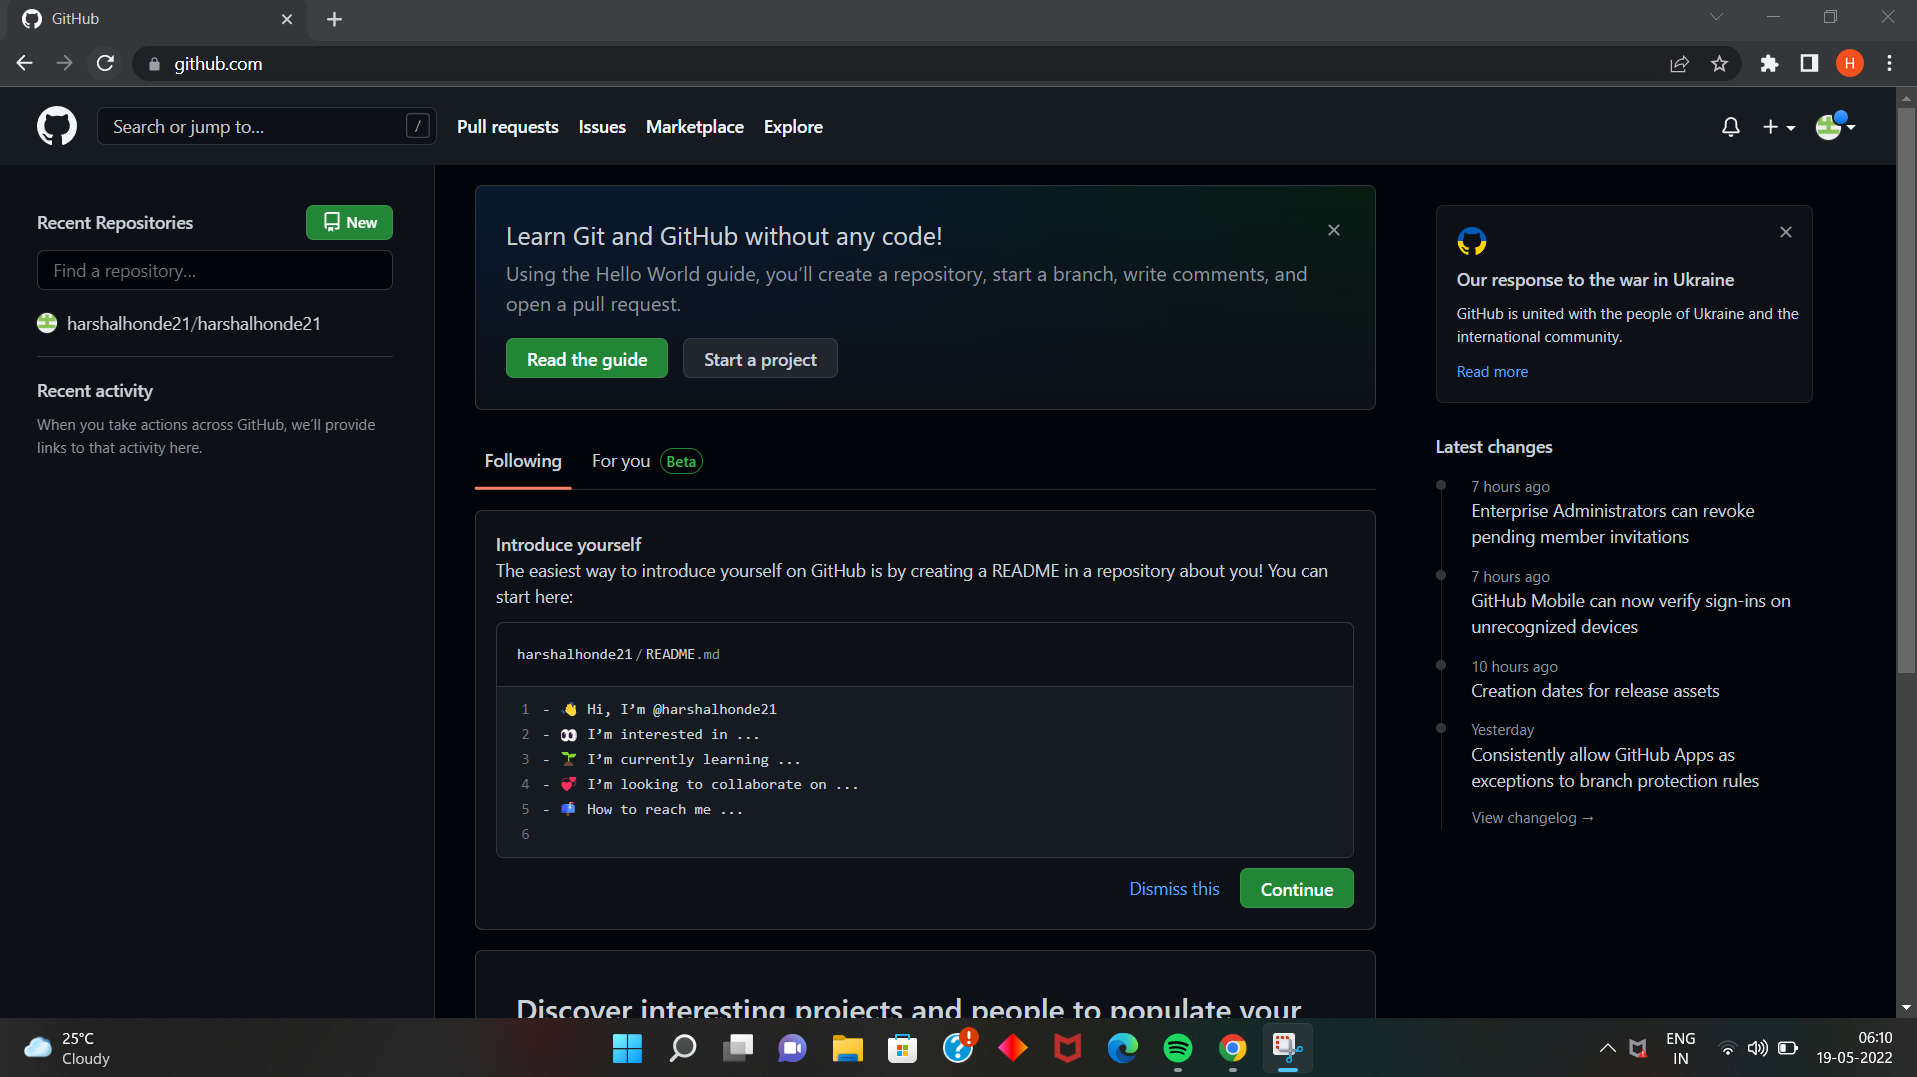 GitHub
github.com
H
Search or jump to...
/
Pull requests
Issues
Marketplace
Explore
Recent Repositories
New
Find a repository...
harshalhonde21/harshalhonde21
Recent activity
When you take actions across GitHub, we’ll provide
links to that activity here.
Learn Git and GitHub without any code!
Using the Hello World guide, you’ll create a repository, start a branch, write comments, and
open a pull request.
Read the guide
Start a project
Following
For you
Beta
Introduce yourself
The easiest way to introduce yourself on GitHub is by creating a README in a repository about you! You can
start here:
harshalhonde21/README.md
1 - 👋 Hi, I’m @harshalhonde21
2 - 👀 I’m interested in ...
3 - 🌱 I’m currently learning ...
4 - 💞️ I’m looking to collaborate on ...
5 - 📫 How to reach me ...
6
Dismiss this
Continue
Discover interesting projects and people to populate your
Our response to the war in Ukraine
GitHub is united with the people of Ukraine and the
international community.
Read more
Latest changes
7 hours ago
Enterprise Administrators can revoke
pending member invitations
7 hours ago
GitHub Mobile can now verify sign-ins on
unrecognized devices
10 hours ago
Creation dates for release assets
Yesterday
Consistently allow GitHub Apps as
exceptions to branch protection rules
View changelog →
25°C
Cloudy
ENG
IN
06:10
19-05-2022